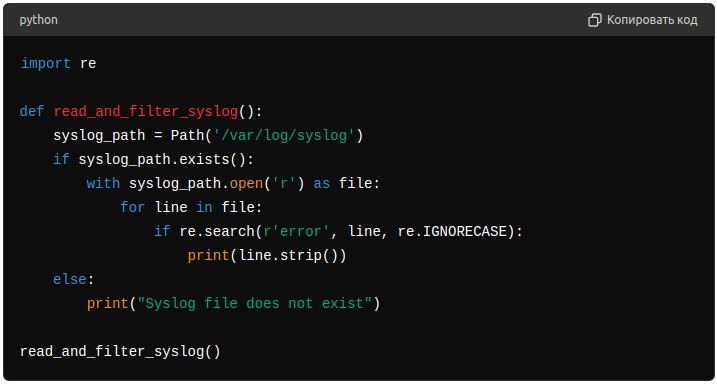 python Копировать код
import re
def read_and_filter_syslog():
    syslog_path = Path('/var/log/syslog')
    if syslog_path.exists():
        with syslog_path.open('r') as file:
            for line in file:
                if re.search(r'error', line, re.IGNORECASE):
                    print(line.strip())
    else:
        print("Syslog file does not exist")
read_and_filter_syslog()